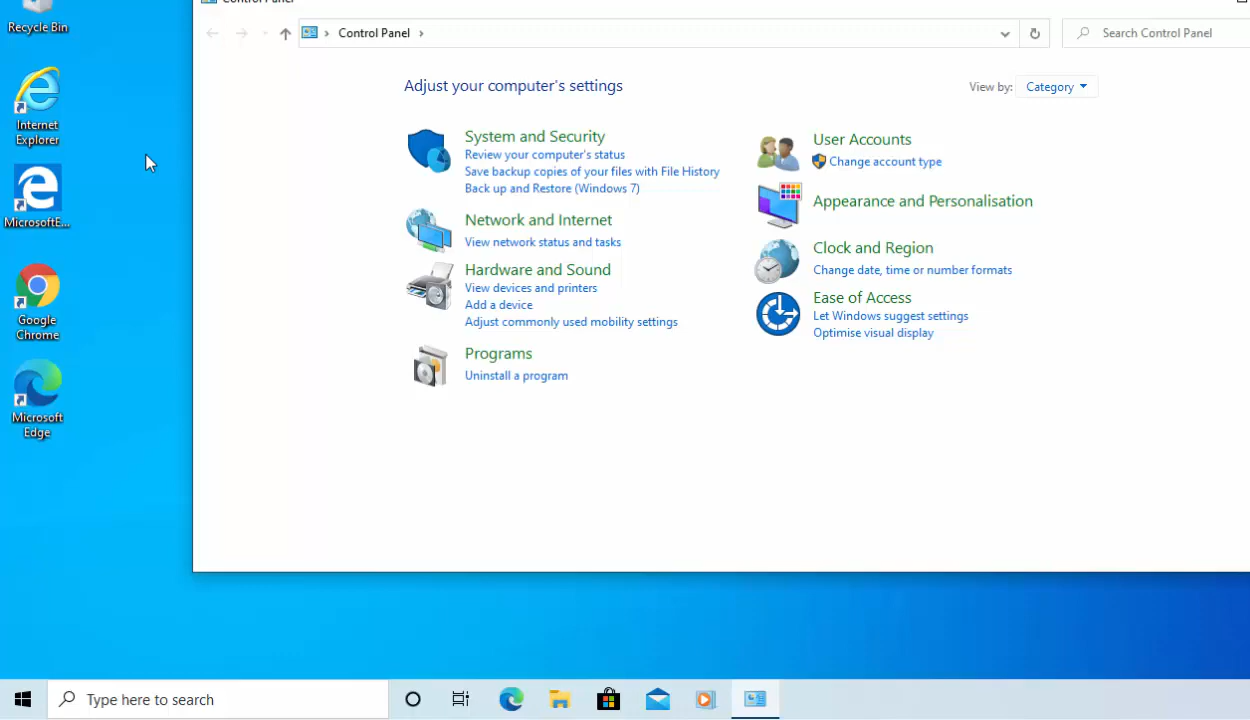 Control Panel
Recycle Bin
Internet
Explorer
MicrosoftE...
Google
Chrome
Microsoft
Edge
Control Panel
Search Control Panel
Adjust your computer's settings
View by:
Category
System and Security
Review your computer's status
Save backup copies of your files with File History
Back up and Restore (Windows 7)
Network and Internet
View network status and tasks
Hardware and Sound
View devices and printers
Add a device
Adjust commonly used mobility settings
Programs
Uninstall a program
User Accounts
Change account type
Appearance and Personalisation
Clock and Region
Change date, time or number formats
Ease of Access
Let Windows suggest settings
Optimise visual display
Type here to search